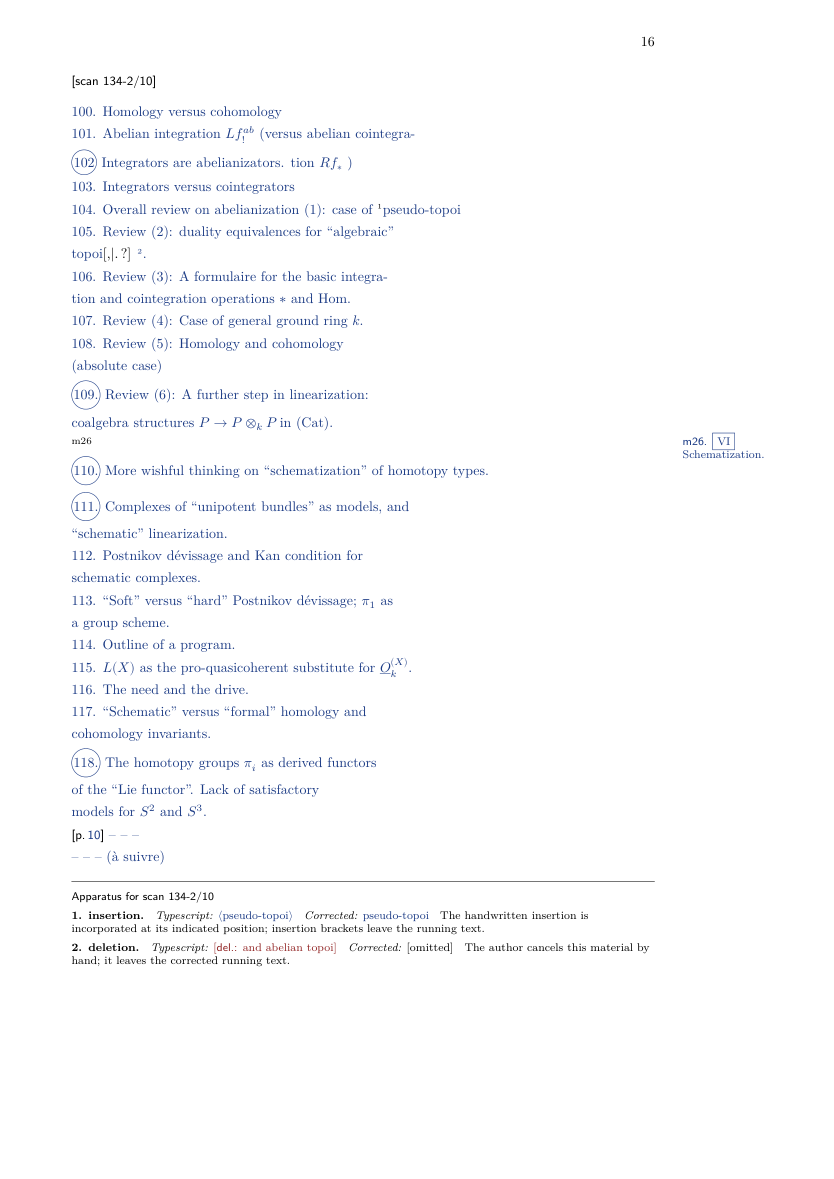 16
[scan 134-2/10]
100. Homology versus cohomology
101. Abelian integration Lf_!^{ab} (versus abelian cointegra-
102 Integrators are abelianizators. tion Rf_* )
103. Integrators versus cointegrators
104. Overall review on abelianization (1): case of ¹pseudo-topoi
105. Review (2): duality equivalences for “algebraic”
topoi[,|. ?] ².
106. Review (3): A formulaire for the basic integra-
tion and cointegration operations ∗ and Hom.
107. Review (4): Case of general ground ring k.
108. Review (5): Homology and cohomology
(absolute case)
109. Review (6): A further step in linearization:
coalgebra structures P → P ⊗_k P in (Cat).
m26
m26. VI
Schematization.
110. More wishful thinking on “schematization” of homotopy types.
111. Complexes of “unipotent bundles” as models, and
“schematic” linearization.
112. Postnikov dévissage and Kan condition for
schematic complexes.
113. “Soft” versus “hard” Postnikov dévissage; π_1 as
a group scheme.
114. Outline of a program.
115. L(X) as the pro-quasicoherent substitute for O_k^{(X)}.
116. The need and the drive.
117. “Schematic” versus “formal” homology and
cohomology invariants.
118. The homotopy groups π_i as derived functors
of the “Lie functor”. Lack of satisfactory
models for S² and S³.
[p. 10] – – –
– – – (à suivre)
Apparatus for scan 134-2/10
1. insertion. Typescript: ⟨pseudo-topoi⟩ Corrected: pseudo-topoi The handwritten insertion is
incorporated at its indicated position; insertion brackets leave the running text.
2. deletion. Typescript: [del.: and abelian topoi] Corrected: [omitted] The author cancels this material by
hand; it leaves the corrected running text.